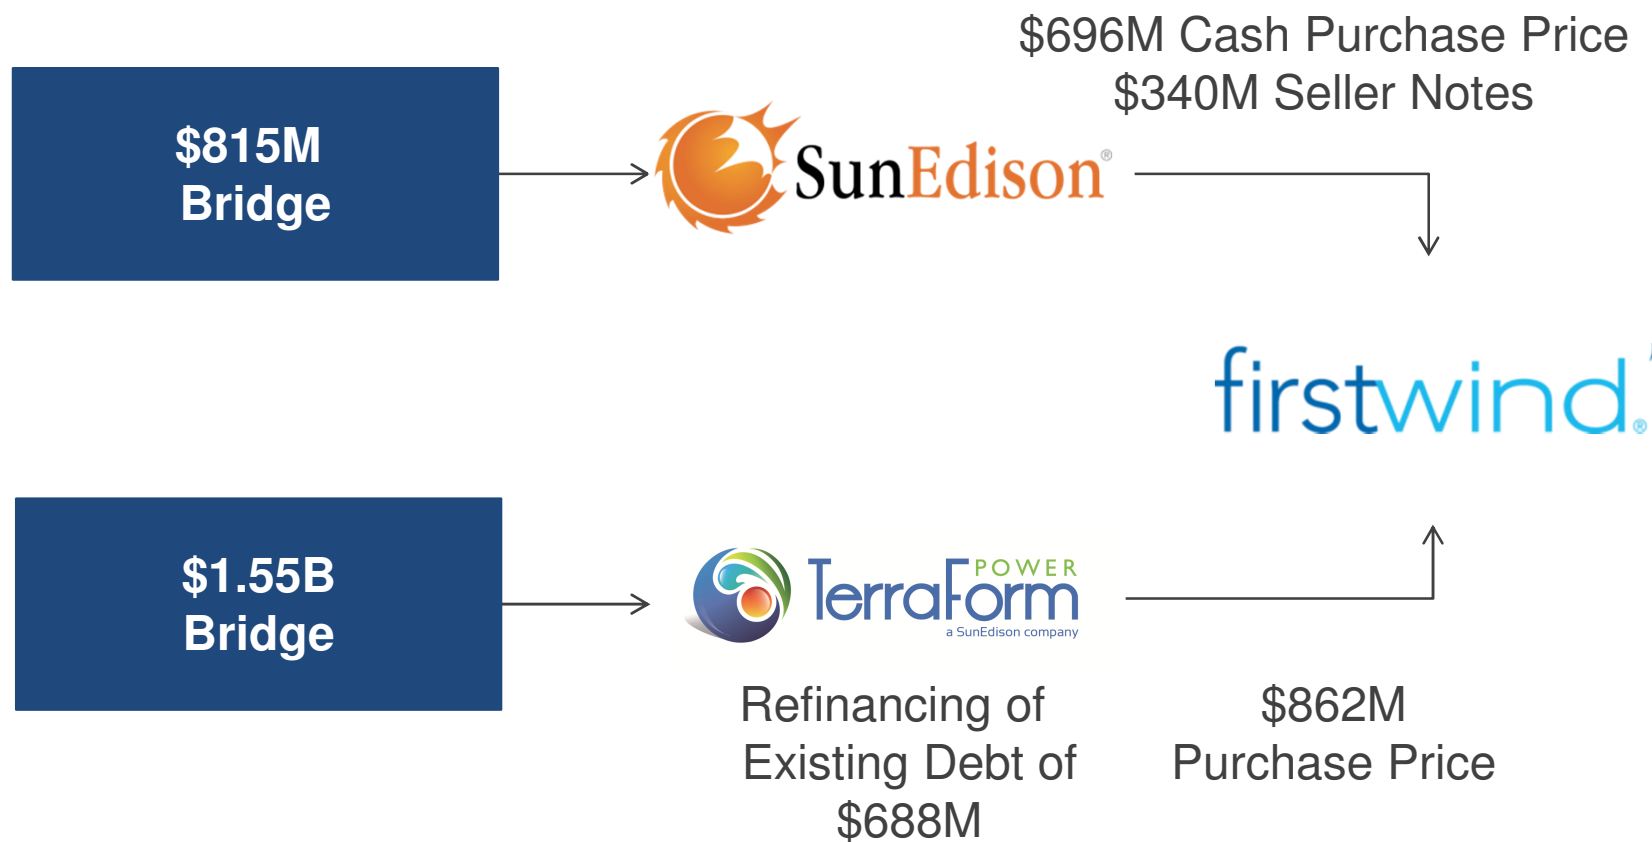 $696M Cash Purchase Price
$340M Seller Notes
$815M
Bridge
SunEdison®
firstwind.®
$1.55B
Bridge
POWER
TerraForm
a SunEdison company
Refinancing of
Existing Debt of
$688M
$862M
Purchase Price